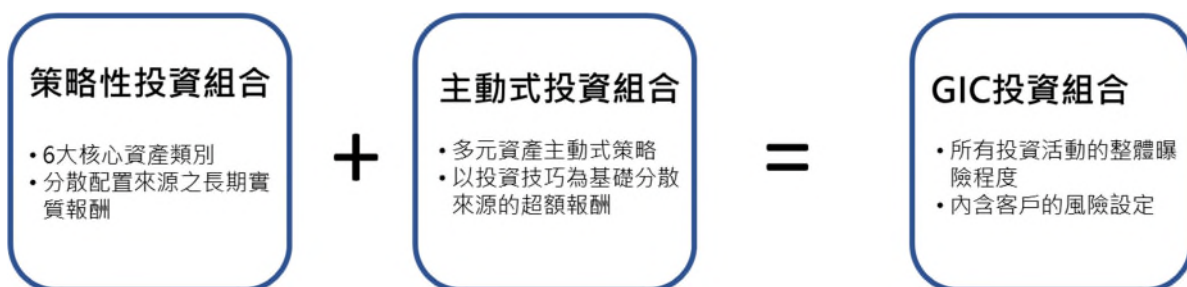 策略性投資組合
• 6大核心資產類別
• 分散配置來源之長期實
質報酬
+
主動式投資組合
• 多元資產主動式策略
• 以投資技巧為基礎分散
來源的超額報酬
=
GIC投資組合
• 所有投資活動的整體曝
險程度
• 內含客戶的風險設定